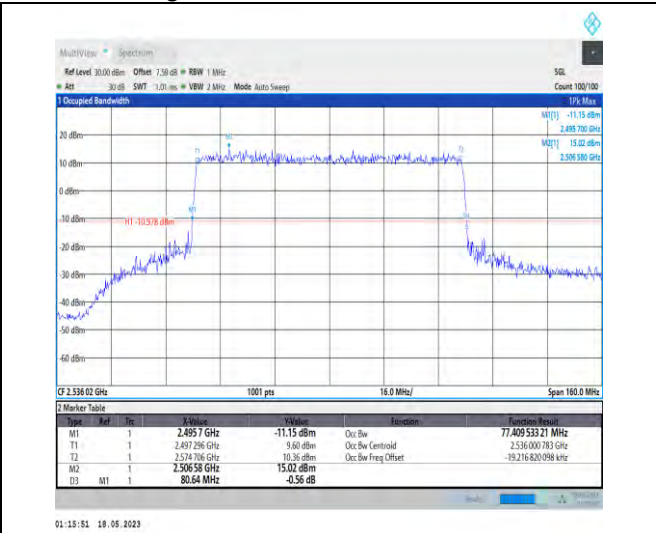 MultiView Spectrum
Ref Level 30.00 dBm Offset 7.58 dB RBW 1 MHz SGL
Att 30 dB SWT 1.01 ms VBW 2 MHz Mode Auto Sweep Count 100/100
1 Occupied Bandwidth 1Pk Max
M1[1] -11.15 dBm
2.495 700 GHz
M2[1] 15.02 dBm
2.506 580 GHz
20 dBm
M2
T1 T2
10 dBm
0 dBm
M1
-10 dBm
H1 -10.978 dBm
-20 dBm
-30 dBm
-40 dBm
-50 dBm
-60 dBm
CF 2.536 02 GHz 1001 pts 16.0 MHz/ Span 160.0 MHz
2 Marker Table
Type Ref Trc X-Value Y-Value Function Function Result
M1 1 2.495 7 GHz -11.15 dBm Occ Bw 77.409 533 21 MHz
T1 1 2.497 296 GHz 9.60 dBm Occ Bw Centroid 2.536 000 783 GHz
T2 1 2.574 706 GHz 10.36 dBm Occ Bw Freq Offset -19.216 820 098 kHz
M2 1 2.506 58 GHz 15.02 dBm
D3 M1 1 80.64 MHz -0.56 dB
01:15:51 18.05.2023